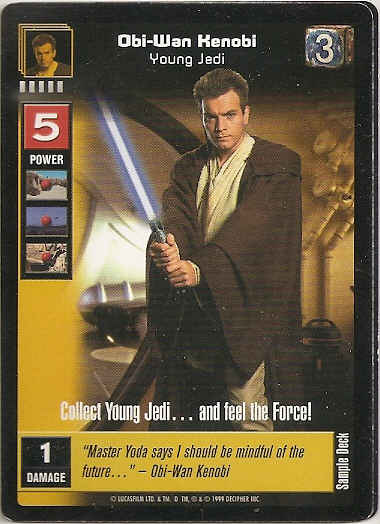 Obi-Wan Kenobi
Young Jedi
3
5
POWER
Collect Young Jedi. . . and feel the Force!
1
DAMAGE
“Master Yoda says I should be mindful of the
future...” – Obi-Wan Kenobi
Sample Deck
© LUCASFILM LTD. & TM. D, TM, ® & © 1999 DECIPHER INC